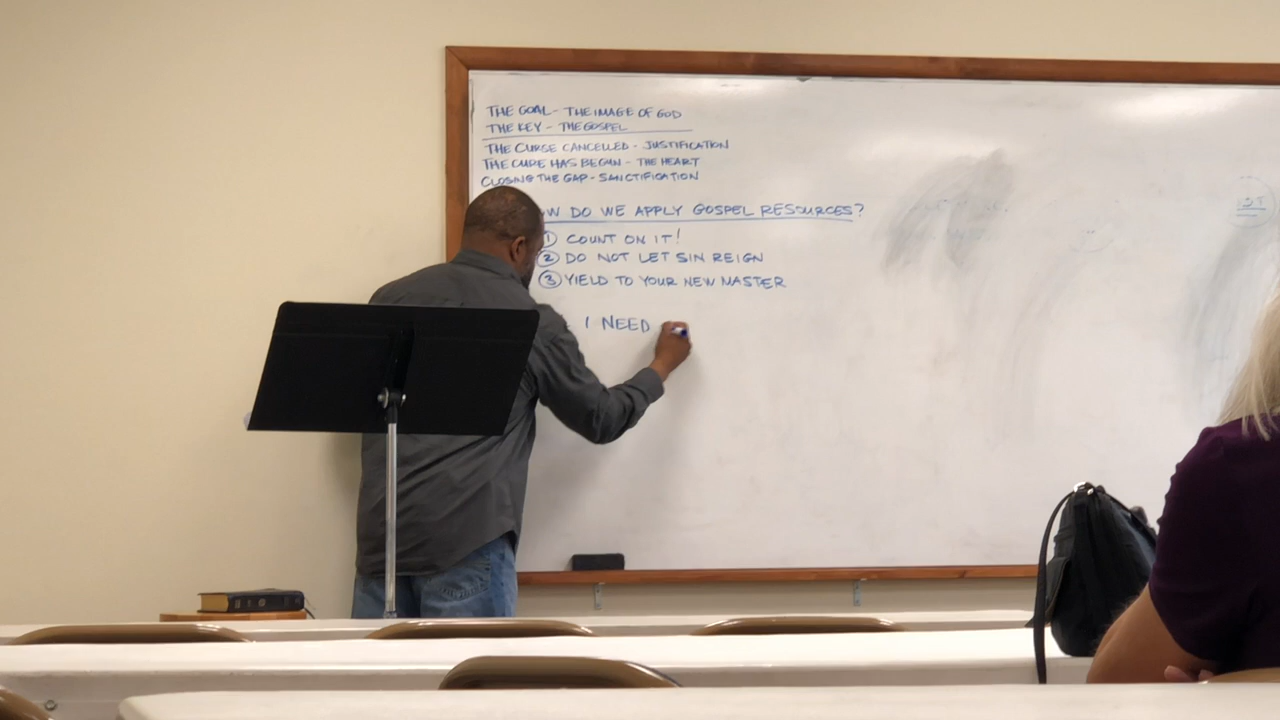 THE GOAL - THE IMAGE OF GOD
THE KEY - THE GOSPEL
THE CURSE CANCELLED - JUSTIFICATION
THE CURE HAS BEGUN - THE HEART
CLOSING THE GAP - SANCTIFICATION
W DO WE APPLY GOSPEL RESOURCES?
1 COUNT ON IT!
2 DO NOT LET SIN REIGN
3 YIELD TO YOUR NEW MASTER
I NEED